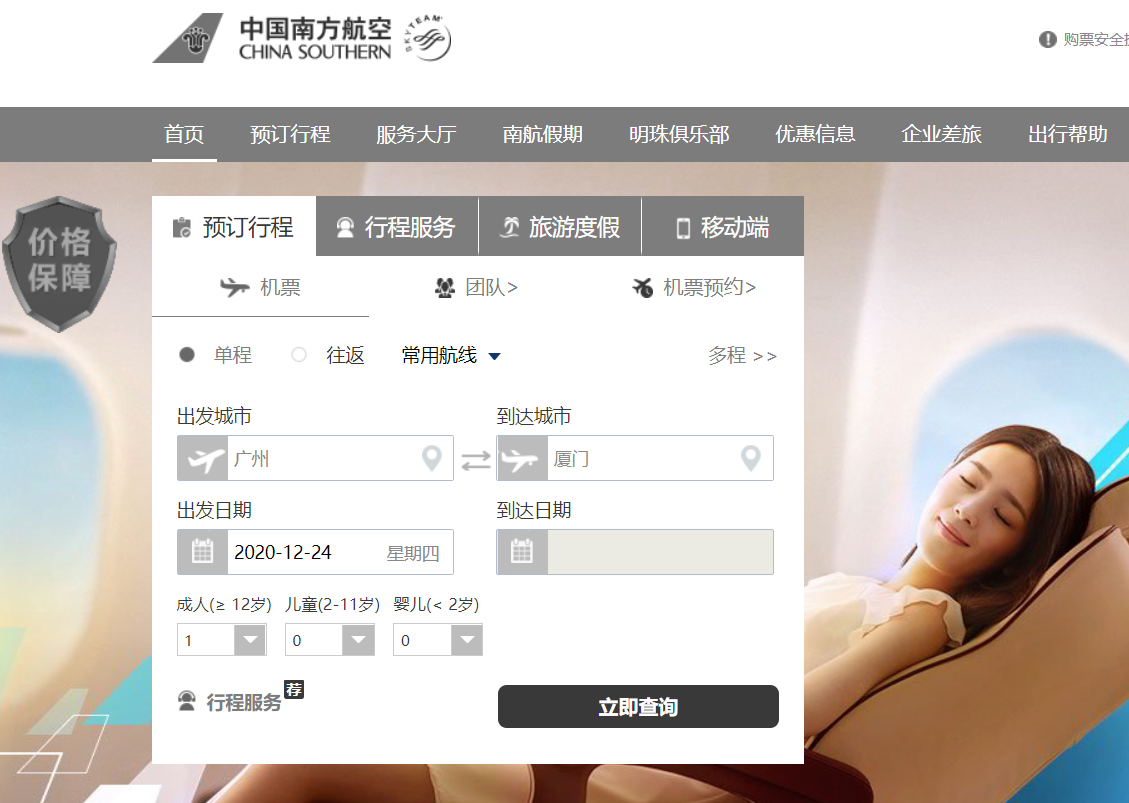 中国南方航空
CHINA SOUTHERN
SKYTEAM
购票安全
首页 预订行程 服务大厅 南航假期 明珠俱乐部 优惠信息 企业差旅 出行帮助
价格
保障
预订行程 行程服务 旅游度假 移动端
机票 团队> 机票预约>
单程 往返 常用航线 多程 >>
出发城市 到达城市
广州 厦门
出发日期 到达日期
2020-12-24 星期四
成人(≥ 12岁) 儿童(2-11岁) 婴儿(< 2岁)
1 0 0
行程服务 荐
立即查询